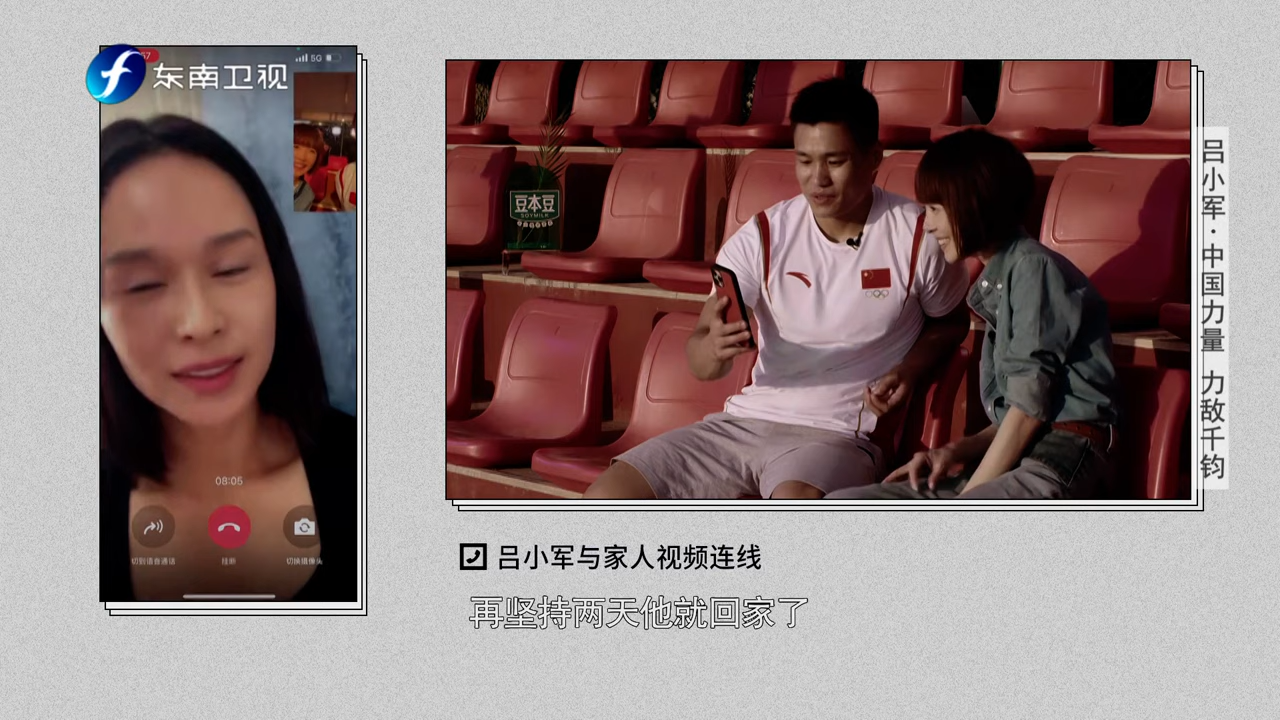 东南卫视
5G
08:05
切到语音通话
挂断
切换摄像头
豆本豆
SOYMILK
吕小军·中国力量 力敌千钧
吕小军与家人视频连线
再坚持两天他就回家了